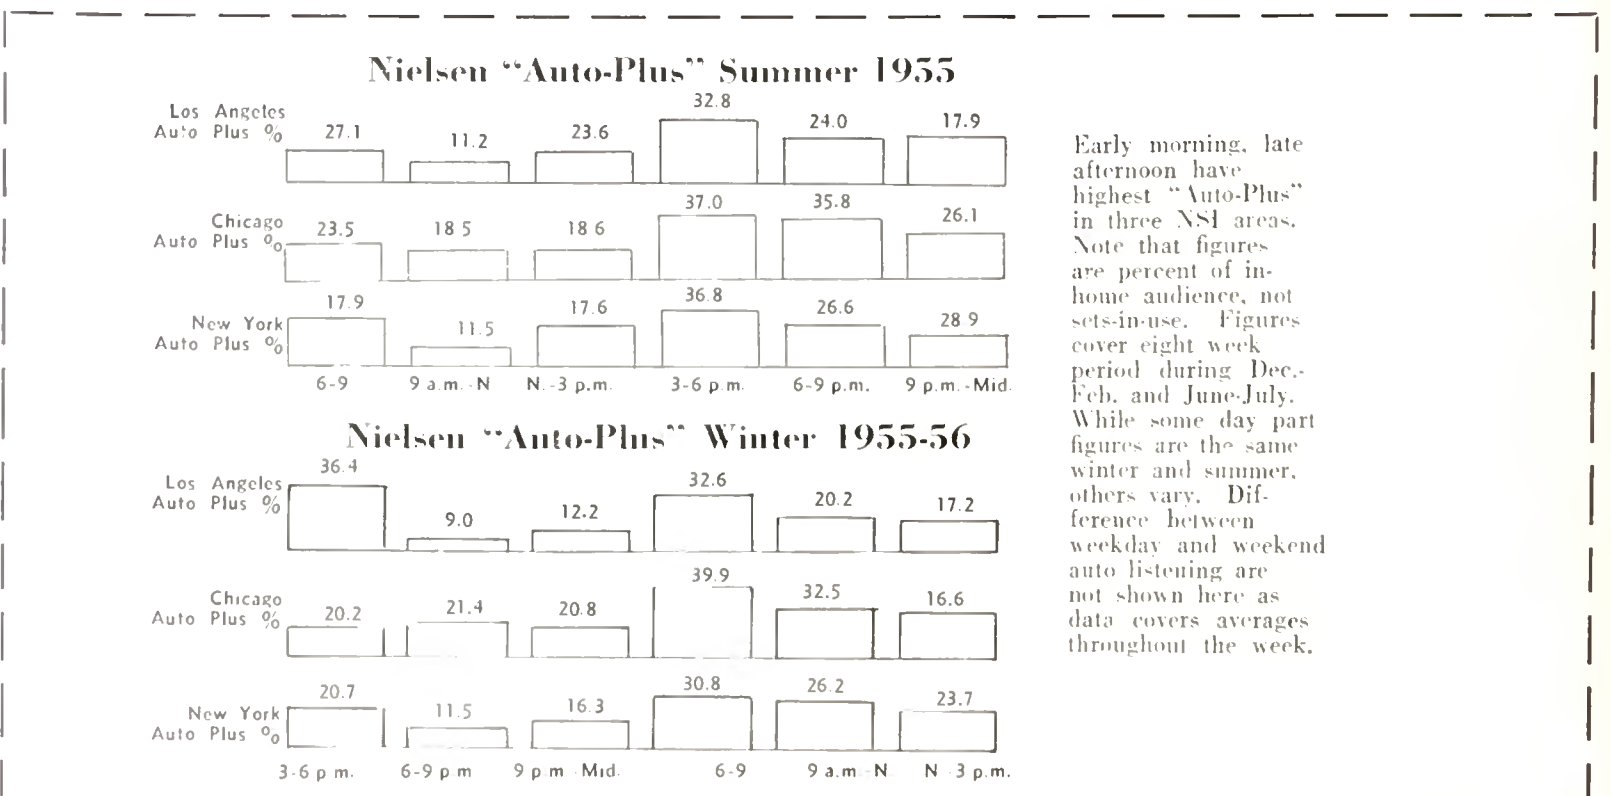 Nielsen “Auto-Plus” Summer 1955
Los Angeles
Auto Plus %
27.1 11.2 23.6 32.8 24.0 17.9
Chicago
Auto Plus %
23.5 18 5 18 6 37.0 35.8 26.1
New York
Auto Plus %
17.9 11.5 17.6 36.8 26.6 28 9
6-9 9 a.m.-N N.-3 p.m. 3-6 p.m. 6-9 p.m. 9 p.m.-Mid.
Nielsen “Auto-Plus” Winter 1955-56
Los Angeles
Auto Plus %
36.4 9.0 12.2 32.6 20.2 17.2
Chicago
Auto Plus %
20.2 21.4 20.8 39.9 32.5 16.6
New York
Auto Plus %
20.7 11.5 16.3 30.8 26.2 23.7
3-6 p m. 6-9 p m 9 p m Mid. 6-9 9 a.m N N -3 p.m.
Early morning, late
afternoon have
highest “Auto-Plus”
in three NSI areas.
Note that figures
are percent of in-
home audience, not
sets-in-use. Figures
cover eight week
period during Dec.-
Feb. and June-July.
While some day part
figures are the same
winter and summer,
others vary. Dif-
ference between
weekday and weekend
auto listening are
not shown here as
data covers averages
throughout the week.